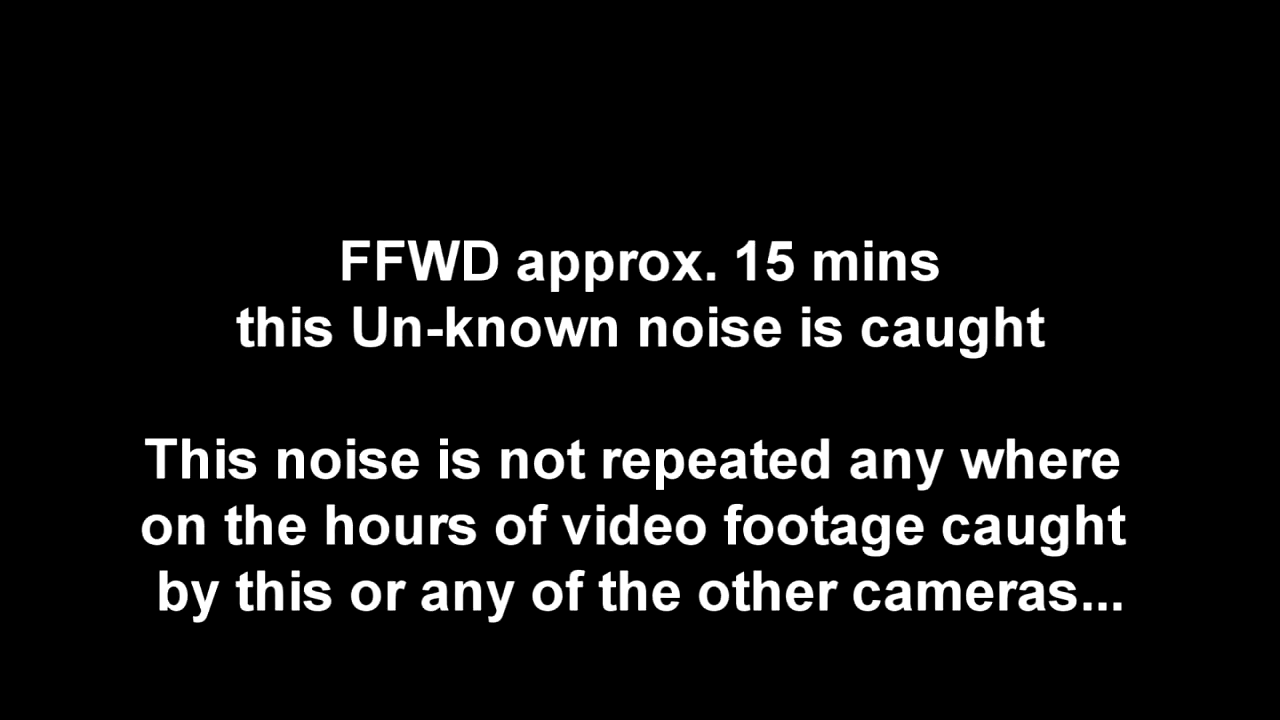 FFWD approx. 15 mins
this Un-known noise is caught
This noise is not repeated any where
on the hours of video footage caught
by this or any of the other cameras...